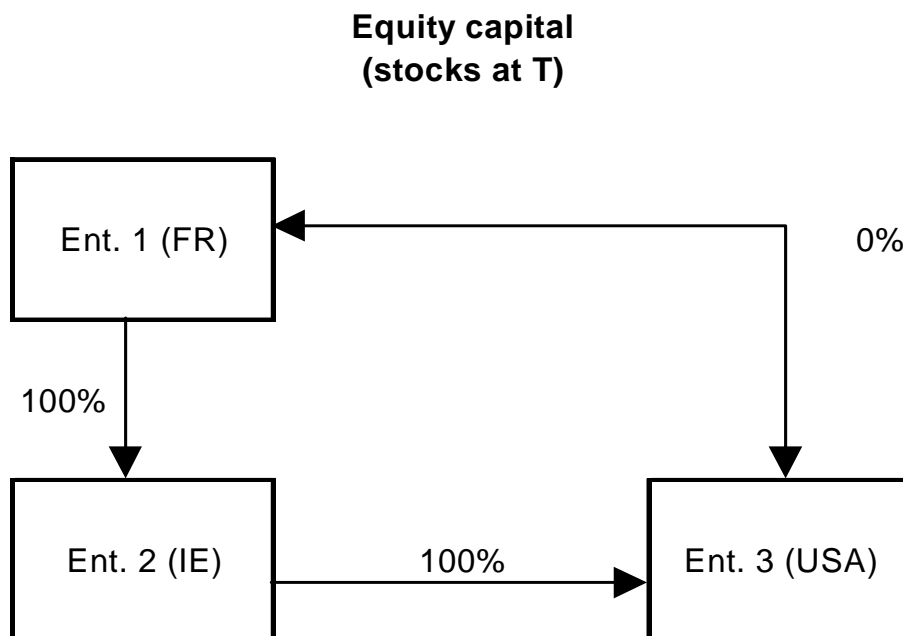 Equity capital
(stocks at T)
Ent. 1 (FR)
0%
100%
Ent. 2 (IE)
100%
Ent. 3 (USA)